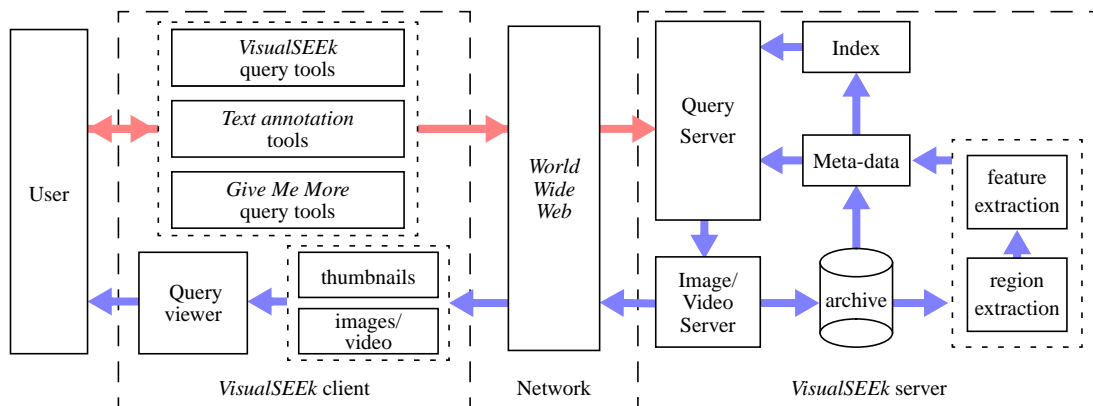 User
VisualSEEk
query tools
Text annotation
tools
Give Me More
query tools
Query
viewer
thumbnails
images/
video
VisualSEEk client
World
Wide
Web
Network
Query
Server
Index
Meta-data
feature
extraction
region
extraction
Image/
Video
Server
archive
VisualSEEk server